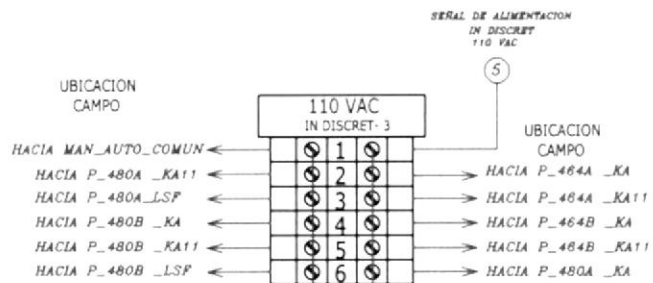 SEÑAL DE ALIMENTACION
IN DISCRET
110 VAC
5
UBICACION
CAMPO
110 VAC
IN DISCRET- 3
UBICACION
CAMPO
HACIA MAN_AUTO_COMUN
1
HACIA P_480A _KA11
2
HACIA P_464A _KA
HACIA P_480A_LSF
3
HACIA P_464A _KA11
HACIA P_480B _KA
4
HACIA P_464B _KA
HACIA P_480B _KA11
5
HACIA P_464B _KA11
HACIA P_480B _LSF
6
HACIA P_480A _KA